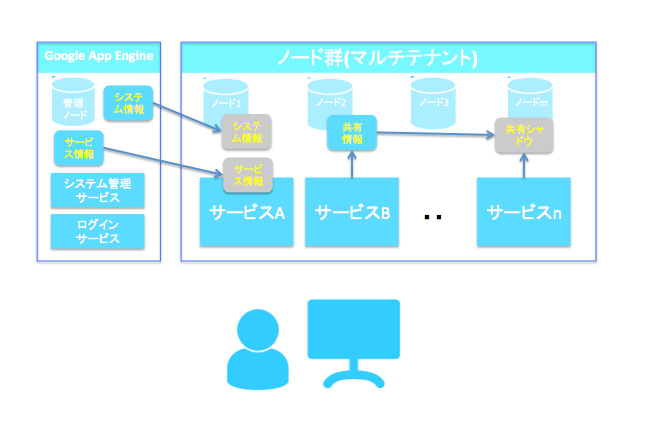 Google App Engine
ノード群(マルチテナント)
管理
ノード
システ
ム情報
ノード1
ノード2
ノード3
ノードm
システ
ム情報
共有
情報
共有シャ
ドウ
サービ
ス情報
サービ
ス情報
システム管理
サービス
サービスA
サービスB
..
サービスn
ログイン
サービス